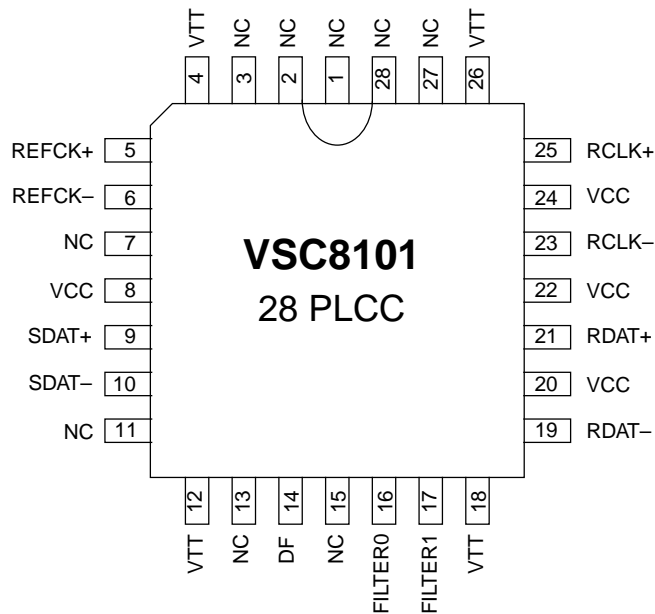 VTT NC NC NC NC NC VTT
4 3 2 1 28 27 26
REFCK+ 5 25 RCLK+
REFCK– 6 24 VCC
NC 7 23 RCLK–
VSC8101
VCC 8 22 VCC
28 PLCC
SDAT+ 9 21 RDAT+
SDAT– 10 20 VCC
NC 11 19 RDAT–
12 13 14 15 16 17 18
VTT NC DF NC FILTER0 FILTER1 VTT